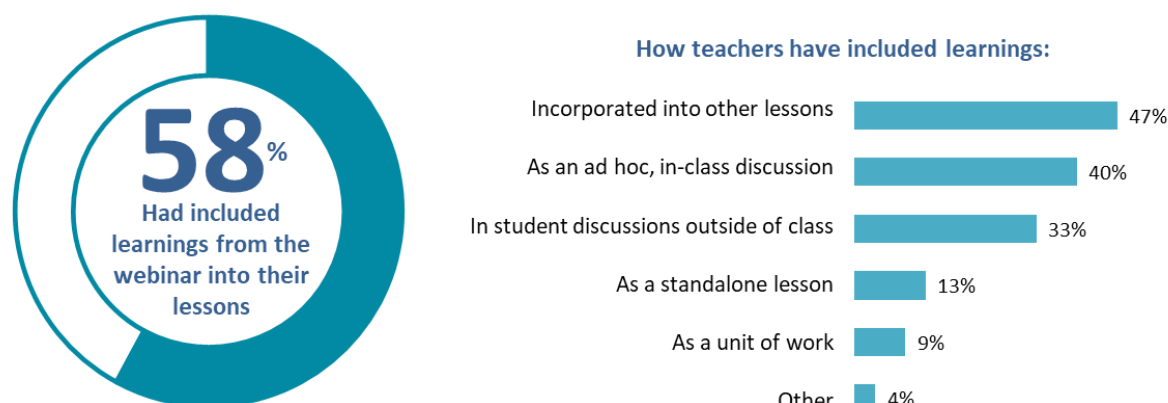 58%
Had included
learnings from the
webinar into their
lessons
How teachers have included learnings:
Incorporated into other lessons 47%
As an ad hoc, in-class discussion 40%
In student discussions outside of class 33%
As a standalone lesson 13%
As a unit of work 9%
Other 4%